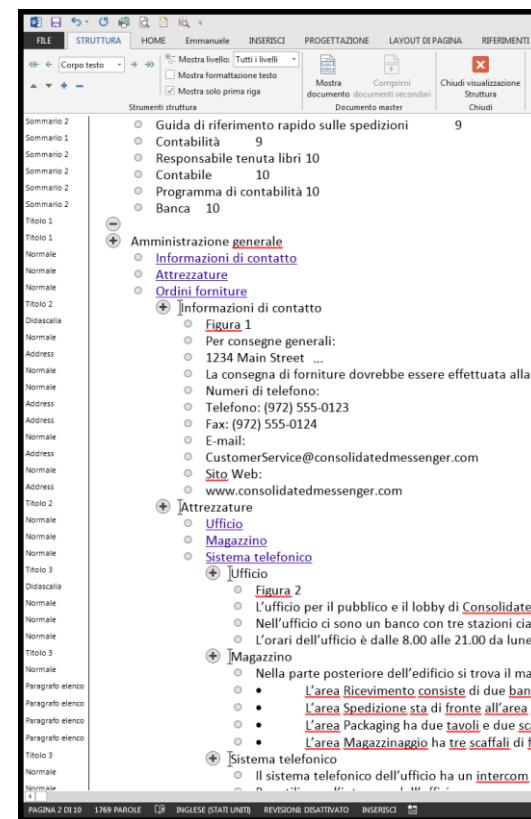 FILE STRUTTURA HOME Emmanuele INSERISCI PROGETTAZIONE LAYOUT DI PAGINA RIFERIMENTI
Corpo testo
Mostra livello: Tutti i livelli
Mostra formattazione testo
Mostra solo prima riga
Mostra documento
Comprimi documenti secondari
Chiudi visualizzazione Struttura
Strumenti struttura Documento master Chiudi
Sommario 2 Guida di riferimento rapido sulle spedizioni 9
Sommario 1 Contabilità 9
Sommario 2 Responsabile tenuta libri 10
Sommario 2 Contabile 10
Sommario 2 Programma di contabilità 10
Sommario 2 Banca 10
Titolo 1
Titolo 1 Amministrazione generale
Normale Informazioni di contatto
Normale Attrezzature
Normale Ordini forniture
Titolo 2 Informazioni di contatto
Didascalia Figura 1
Normale Per consegne generali:
Address 1234 Main Street ...
Normale La consegna di forniture dovrebbe essere effettuata alla
Normale Numeri di telefono:
Address Telefono: (972) 555-0123
Address Fax: (972) 555-0124
Normale E-mail:
Address CustomerService@consolidatedmessenger.com
Normale Sito Web:
Address www.consolidatedmessenger.com
Titolo 2 Attrezzature
Normale Ufficio
Normale Magazzino
Normale Sistema telefonico
Titolo 3 Ufficio
Didascalia Figura 2
Normale L'ufficio per il pubblico e il lobby di Consolidate
Normale Nell'ufficio ci sono un banco con tre stazioni cia
Normale L'orari dell'ufficio è dalle 8.00 alle 21.00 da lune
Titolo 3 Magazzino
Normale Nella parte posteriore dell'edificio si trova il ma
Paragrafo elenco • L'area Ricevimento consiste di due ban
Paragrafo elenco • L'area Spedizione sta di fronte all'area
Paragrafo elenco • L'area Packaging ha due tavoli e due sca
Paragrafo elenco • L'area Magazzinaggio ha tre scaffali di f
Titolo 3 Sistema telefonico
Normale Il sistema telefonico dell'ufficio ha un intercom
Normale
PAGINA 2 DI 10 1769 PAROLE INGLESE (STATI UNITI) REVISIONE: DISATTIVATO INSERISCI